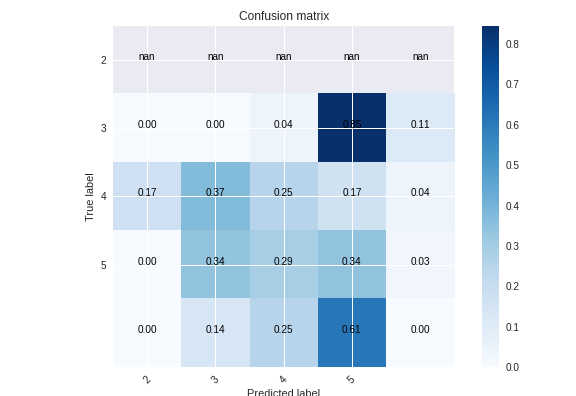 Confusion matrix
2 nan nan nan nan nan
3 0.00 0.00 0.04 0.85 0.11
4 0.17 0.37 0.25 0.17 0.04
5 0.00 0.34 0.29 0.34 0.03
0.00 0.14 0.25 0.61 0.00
2 3 4 5
True label
Predicted label
0.8
0.7
0.6
0.5
0.4
0.3
0.2
0.1
0.0